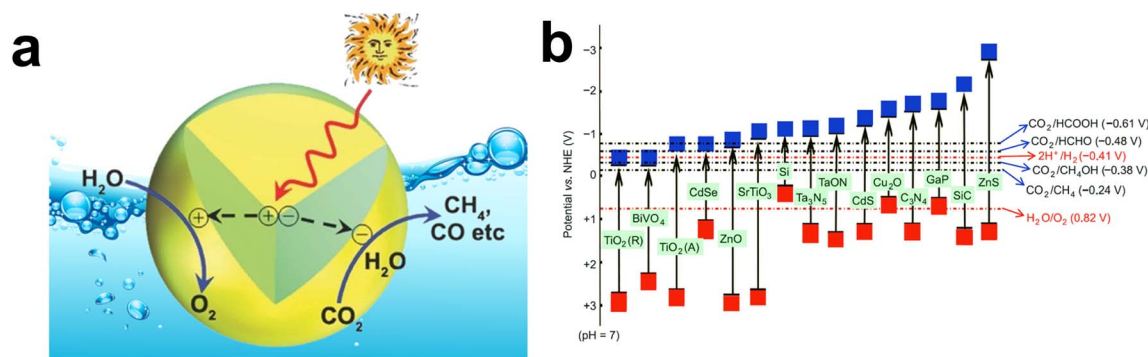 a
H₂O
O₂
CH₄,
CO etc
H₂O
CO₂
b
Potential vs. NHE (V)
−3
−2
−1
0
+1
+2
+3
(pH = 7)
TiO₂(R)
BiVO₄
TiO₂(A)
CdSe
ZnO
SrTiO₃
Si
Ta₃N₅
TaON
CdS
Cu₂O
C₃N₄
GaP
SiC
ZnS
CO₂/HCOOH (−0.61 V)
CO₂/HCHO (−0.48 V)
2H⁺/H₂ (−0.41 V)
CO₂/CH₄OH (−0.38 V)
CO₂/CH₄ (−0.24 V)
H₂O/O₂ (0.82 V)